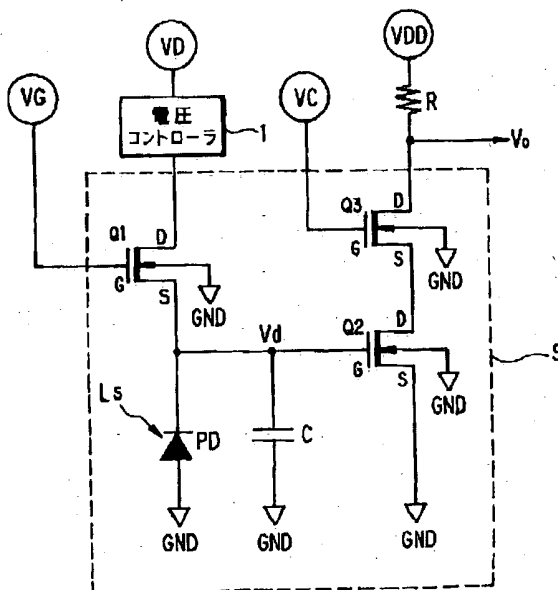 VD
VDD
VG
VC
R
電圧
コントローラ
1
Vo
Q1
D
G
S
GND
Q3
D
G
S
GND
Vd
Q2
D
G
S
GND
S
Ls
PD
C
GND
GND
GND